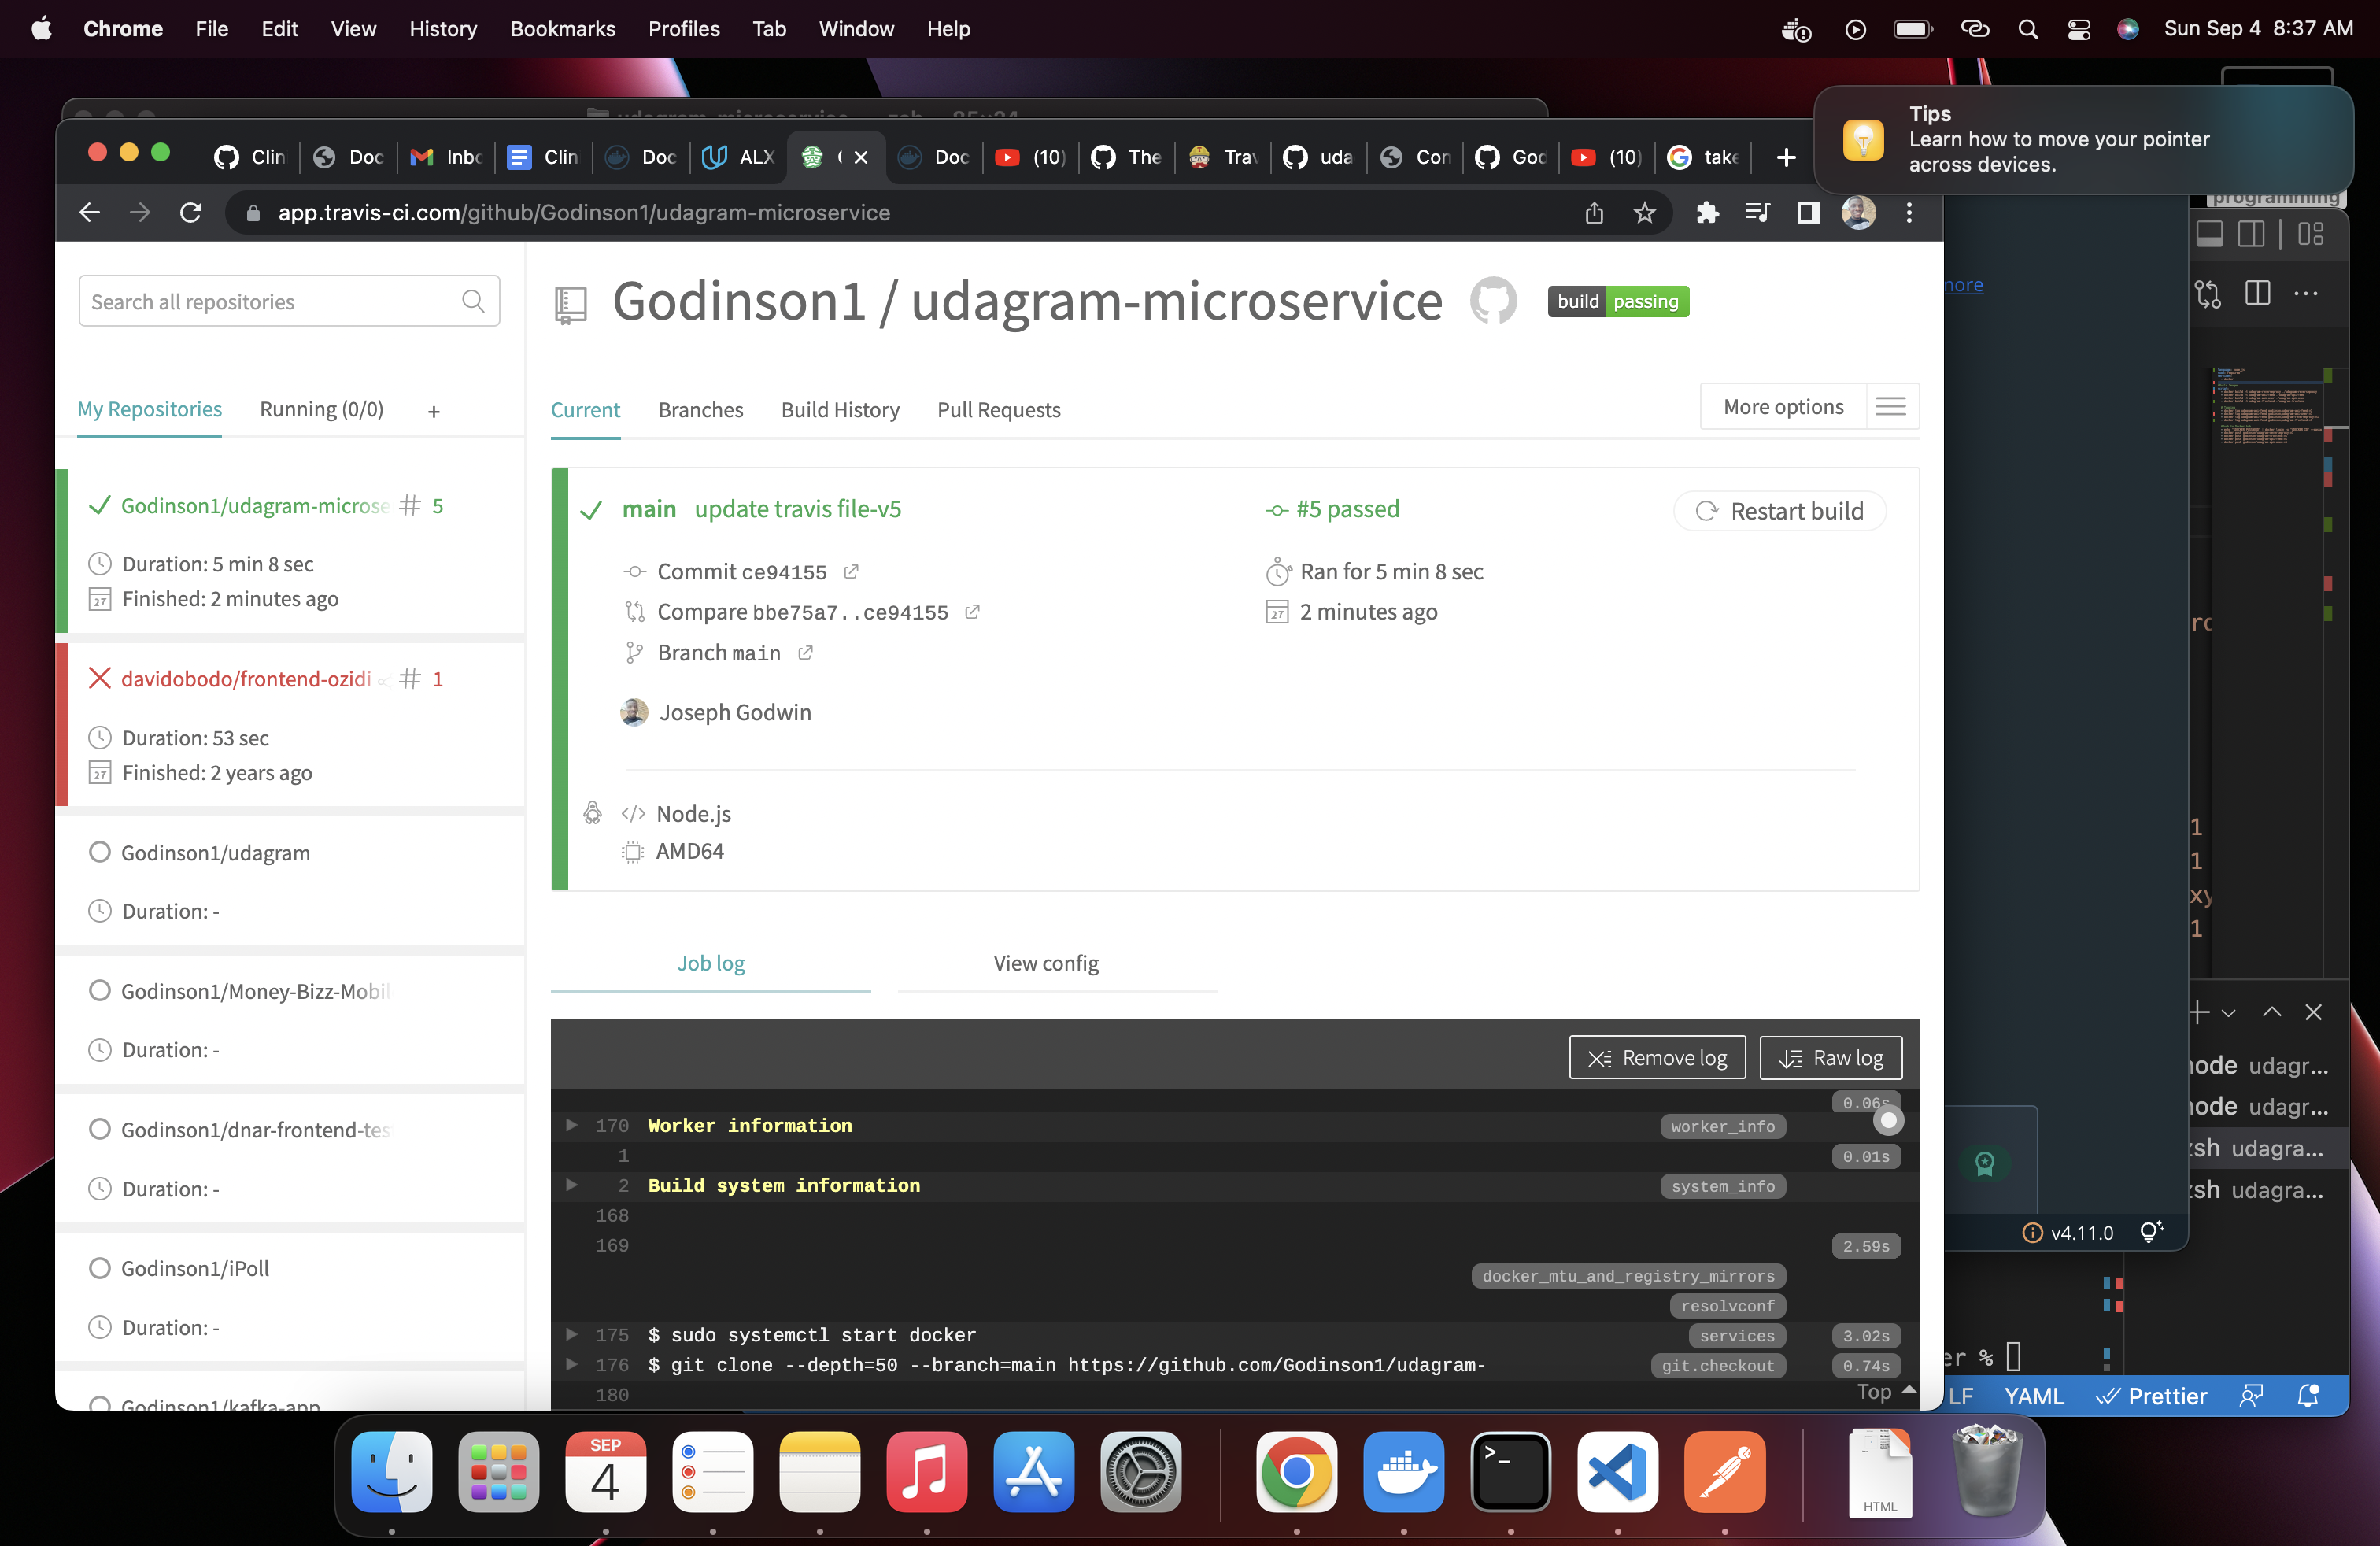 Chrome File Edit View History Bookmarks Profiles Tab Window Help
Sun Sep 4 8:37 AM
Tips
Learn how to move your pointer
across devices.
Clin Doc Inbc Clin Doc ALX Doc (10) The Trav uda Con God (10) take
app.travis-ci.com/github/Godinson1/udagram-microservice
programming
Search all repositories
My Repositories Running (0/0) +
Godinson1/udagram-microse # 5
Duration: 5 min 8 sec
Finished: 2 minutes ago
davidobodo/frontend-ozidi # 1
Duration: 53 sec
Finished: 2 years ago
Godinson1/udagram
Duration: -
Godinson1/Money-Bizz-Mobil
Duration: -
Godinson1/dnar-frontend-tes
Duration: -
Godinson1/iPoll
Duration: -
Godinson1/kafka-app
Godinson1 / udagram-microservice
build passing
Current Branches Build History Pull Requests
More options
main update travis file-v5
#5 passed
Restart build
Commit ce94155
Ran for 5 min 8 sec
Compare bbe75a7..ce94155
2 minutes ago
Branch main
Joseph Godwin
Node.js
AMD64
Job log View config
Remove log Raw log
0.06s
170 Worker information worker_info
1 0.01s
2 Build system information system_info
168
169 2.59s
docker_mtu_and_registry_mirrors
resolvconf
175 $ sudo systemctl start docker services 3.02s
176 $ git clone --depth=50 --branch=main https://github.com/Godinson1/udagram- git.checkout 0.74s
180
Top
more
1
1
xy
1
node udagr...
node udagr...
zsh udagra...
zsh udagra...
v4.11.0
er %
LF YAML Prettier
SEP
4
HTML